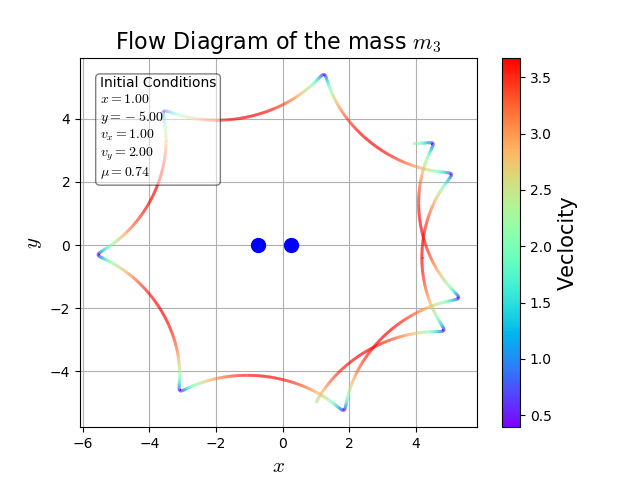 Flow Diagram of the mass m₃
Initial Conditions
x = 1.00
y = −5.00
vₓ = 1.00
v_y = 2.00
μ = 0.74
4
2
0
−2
−4
y
−6 −4 −2 0 2 4
x
3.5
3.0
2.5
2.0
1.5
1.0
0.5
Veclocity